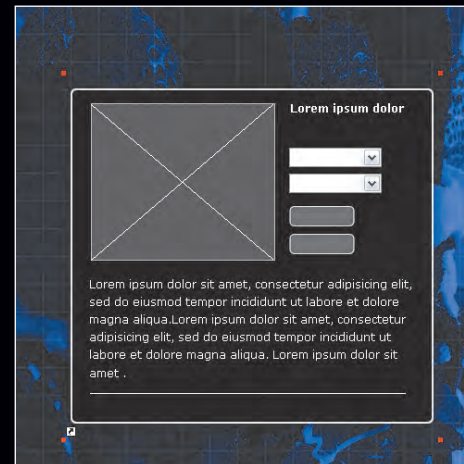 Lorem ipsum dolor
Lorem ipsum dolor sit amet, consectetur adipisicing elit,
sed do eiusmod tempor incididunt ut labore et dolore
magna aliqua.Lorem ipsum dolor sit amet, consectetur
adipisicing elit, sed do eiusmod tempor incididunt ut
labore et dolore magna aliqua. Lorem ipsum dolor sit
amet .